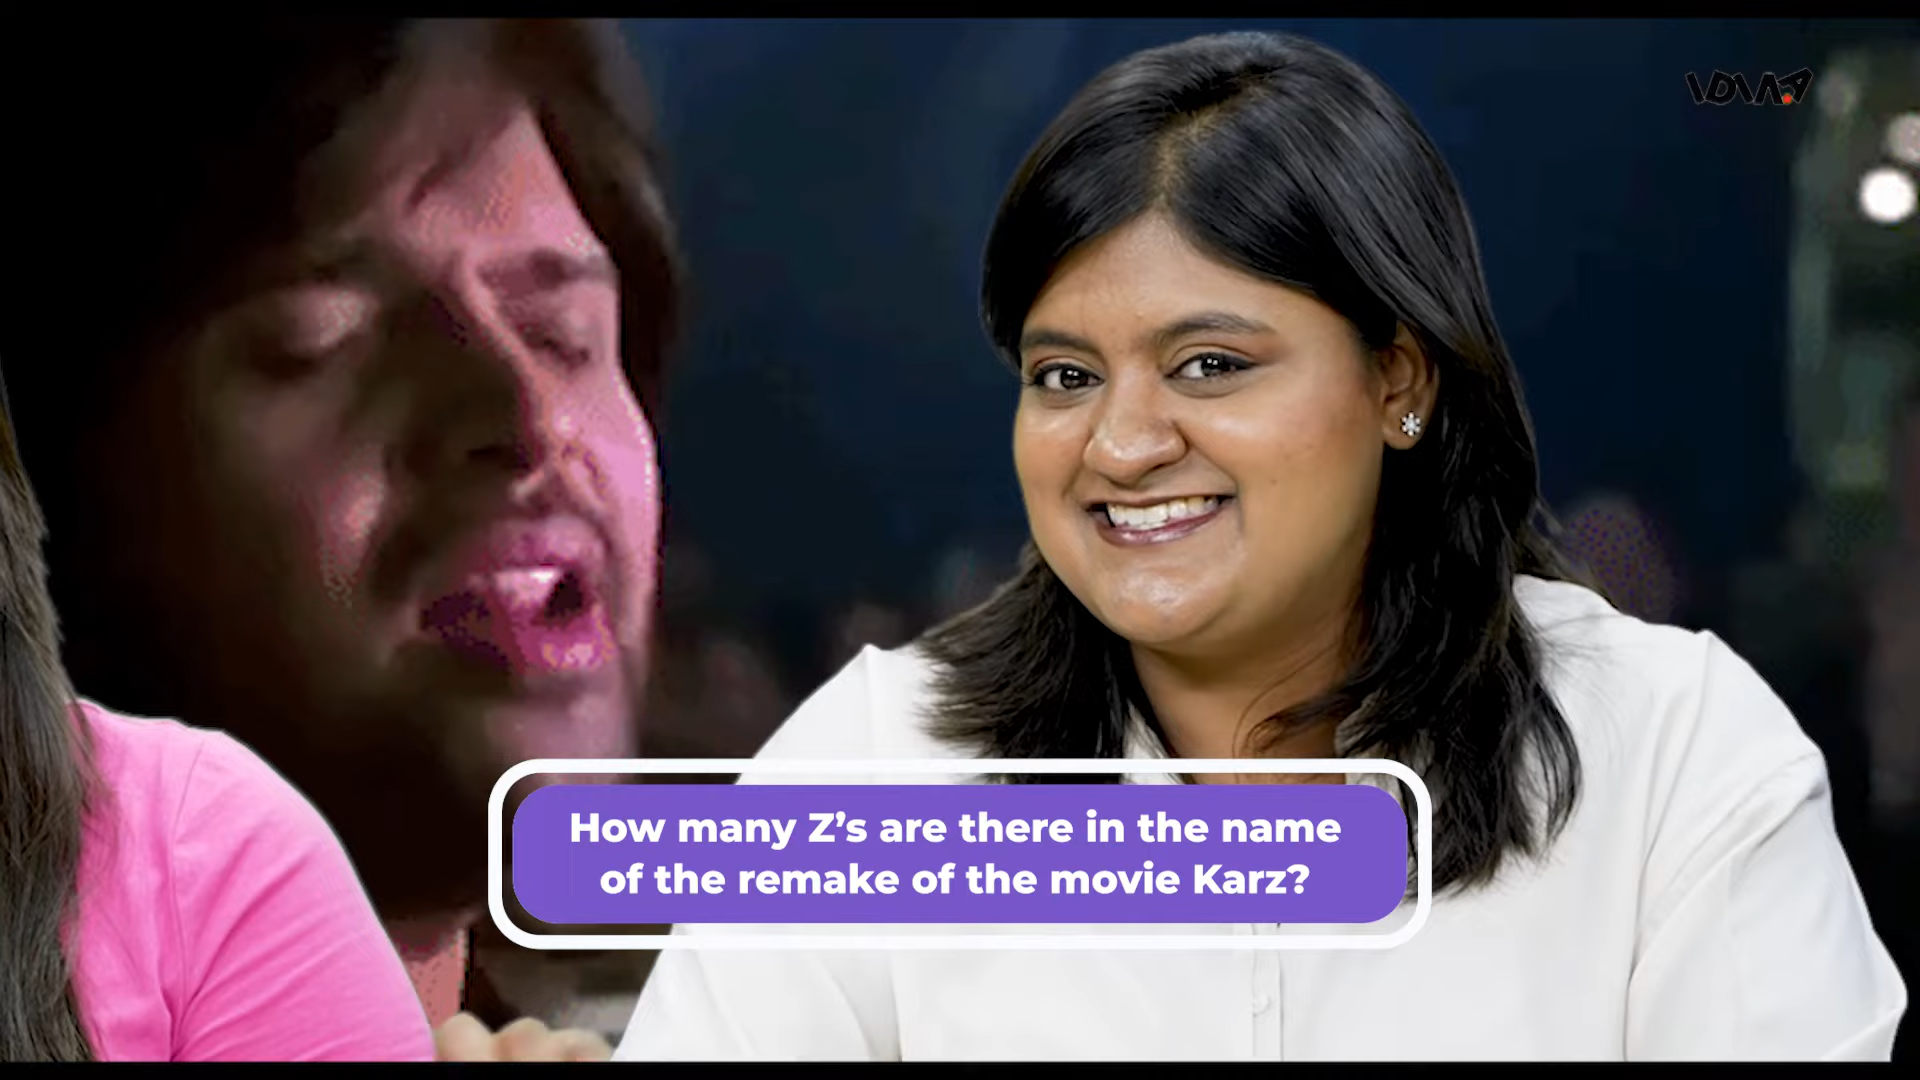 How many Z’s are there in the name
of the remake of the movie Karz?